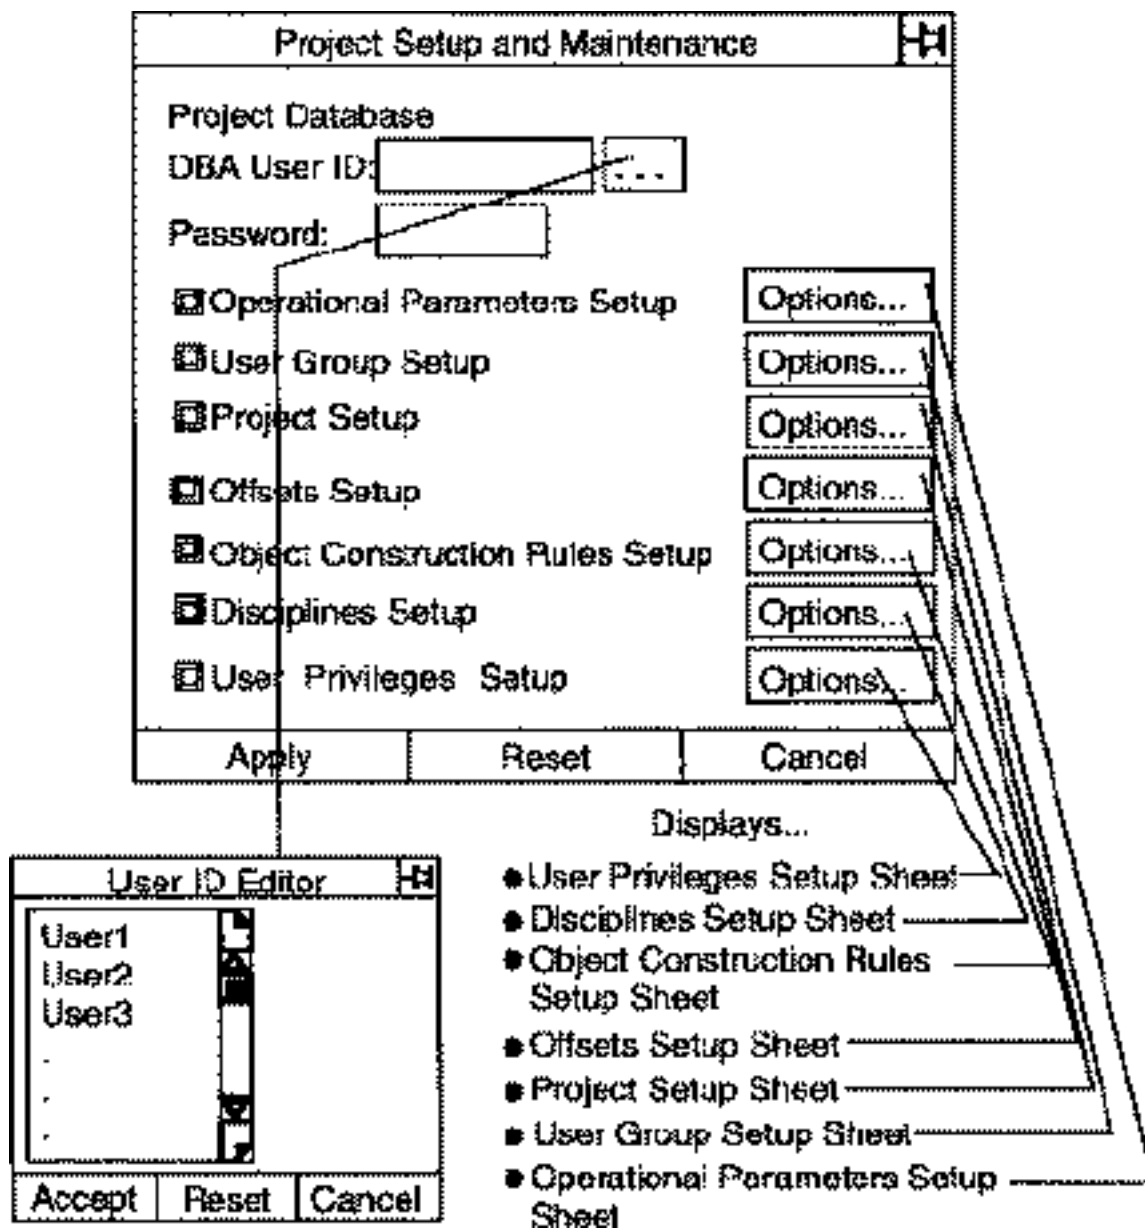 Project Setup and Maintenance
Project Database
DBA User ID: ...
Password:
Operational Parameters Setup Options...
User Group Setup Options...
Project Setup Options...
Offsets Setup Options...
Object Construction Rules Setup Options...
Disciplines Setup Options...
User Privileges Setup Options...
Apply Reset Cancel
Displays...
User ID Editor
User1
User2
User3
.
.
.
Accept Reset Cancel
• User Privileges Setup Sheet
• Disciplines Setup Sheet
• Object Construction Rules
Setup Sheet
• Offsets Setup Sheet
• Project Setup Sheet
• User Group Setup Sheet
• Operational Parameters Setup
Sheet